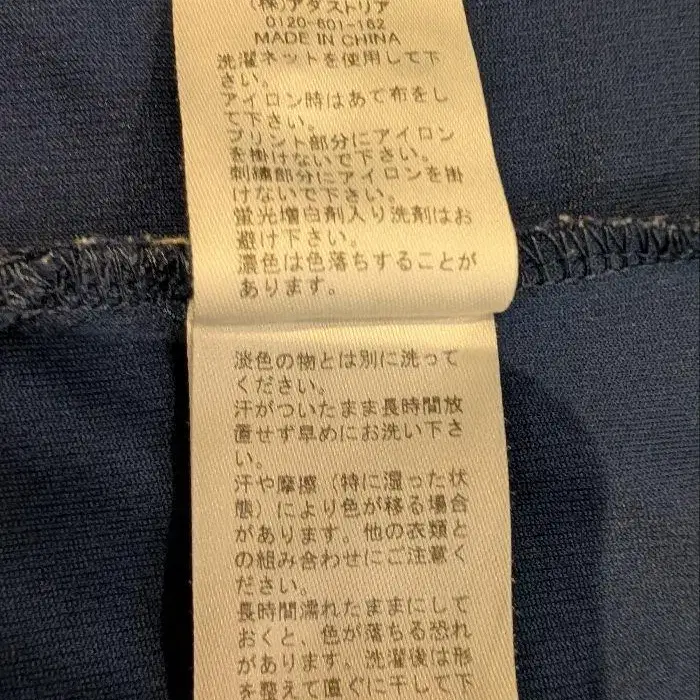 (株)アダストリア
0120-601-162
MADE IN CHINA
洗濯ネットを使用して下
さい。
アイロン時はあて布をし
て下さい。
プリント部分にアイロン
を掛けないで下さい。
刺繍部分にアイロンを掛
けないで下さい。
蛍光増白剤入り洗剤はお
避け下さい。
濃色は色落ちすることが
あります。
淡色の物とは別に洗って
ください。
汗がついたまま長時間放
置せず早めにお洗い下さ
い。
汗や摩擦（特に湿った状
態）により色が移る場合
があります。他の衣類と
の組み合わせにご注意く
ださい。
長時間濡れたままにして
おくと、色が落ちる恐れ
があります。洗濯後は形
を整えて直ぐに干して下